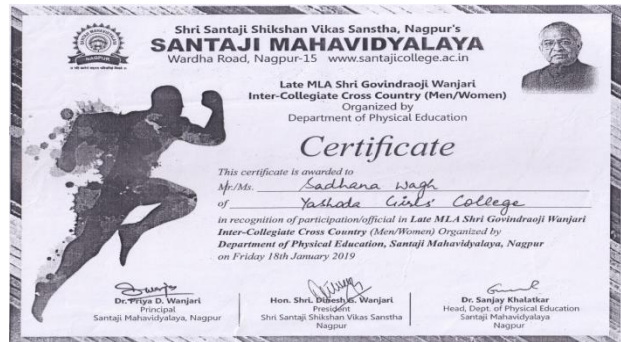 Shri Santaji Shikshan Vikas Sanstha, Nagpur's
SANTAJI MAHAVIDYALAYA
Wardha Road, Nagpur-15 www.santajicollege.ac.in
NAGPUR
Late MLA Shri Govindraoji Wanjari
Inter-Collegiate Cross Country (Men/Women)
Organized by
Department of Physical Education
Certificate
This certificate is awarded to
Mr./Ms. Sadhana Wagh
of Yashoda Girls' College
in recognition of participation/official in Late MLA Shri Govindraoji Wanjari
Inter-Collegiate Cross Country (Men/Women) Organized by
Department of Physical Education, Santaji Mahavidyalaya, Nagpur
on Friday 18th January 2019
Dr. Priya D. Wanjari
Principal
Santaji Mahavidyalaya, Nagpur
Hon. Shri. Dinesh G. Wanjari
President
Shri Santaji Shikshan Vikas Sanstha
Nagpur
Dr. Sanjay Khalatkar
Head, Dept. of Physical Education
Santaji Mahavidyalaya
Nagpur